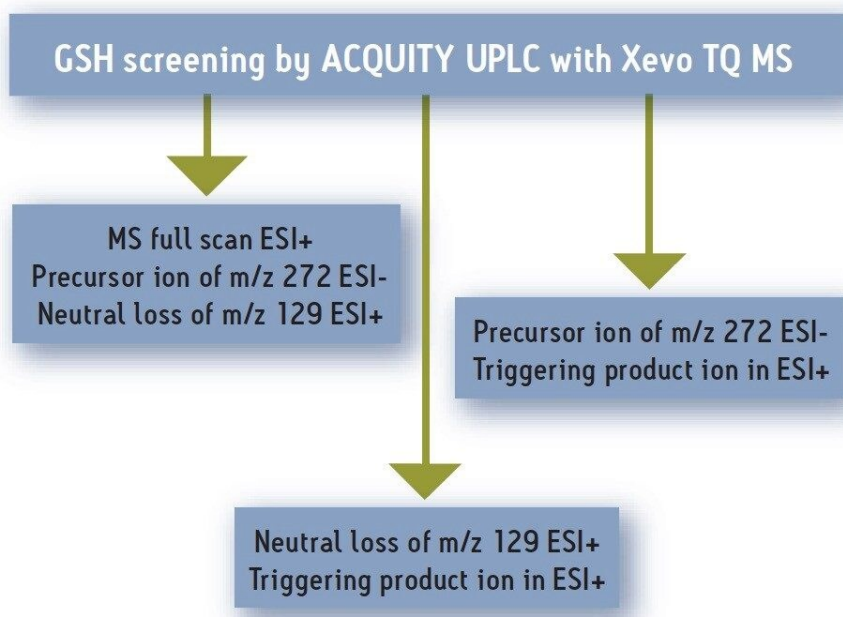 GSH screening by ACQUITY UPLC with Xevo TQ MS
MS full scan ESI+
Precursor ion of m/z 272 ESI-
Neutral loss of m/z 129 ESI+
Precursor ion of m/z 272 ESI-
Triggering product ion in ESI+
Neutral loss of m/z 129 ESI+
Triggering product ion in ESI+